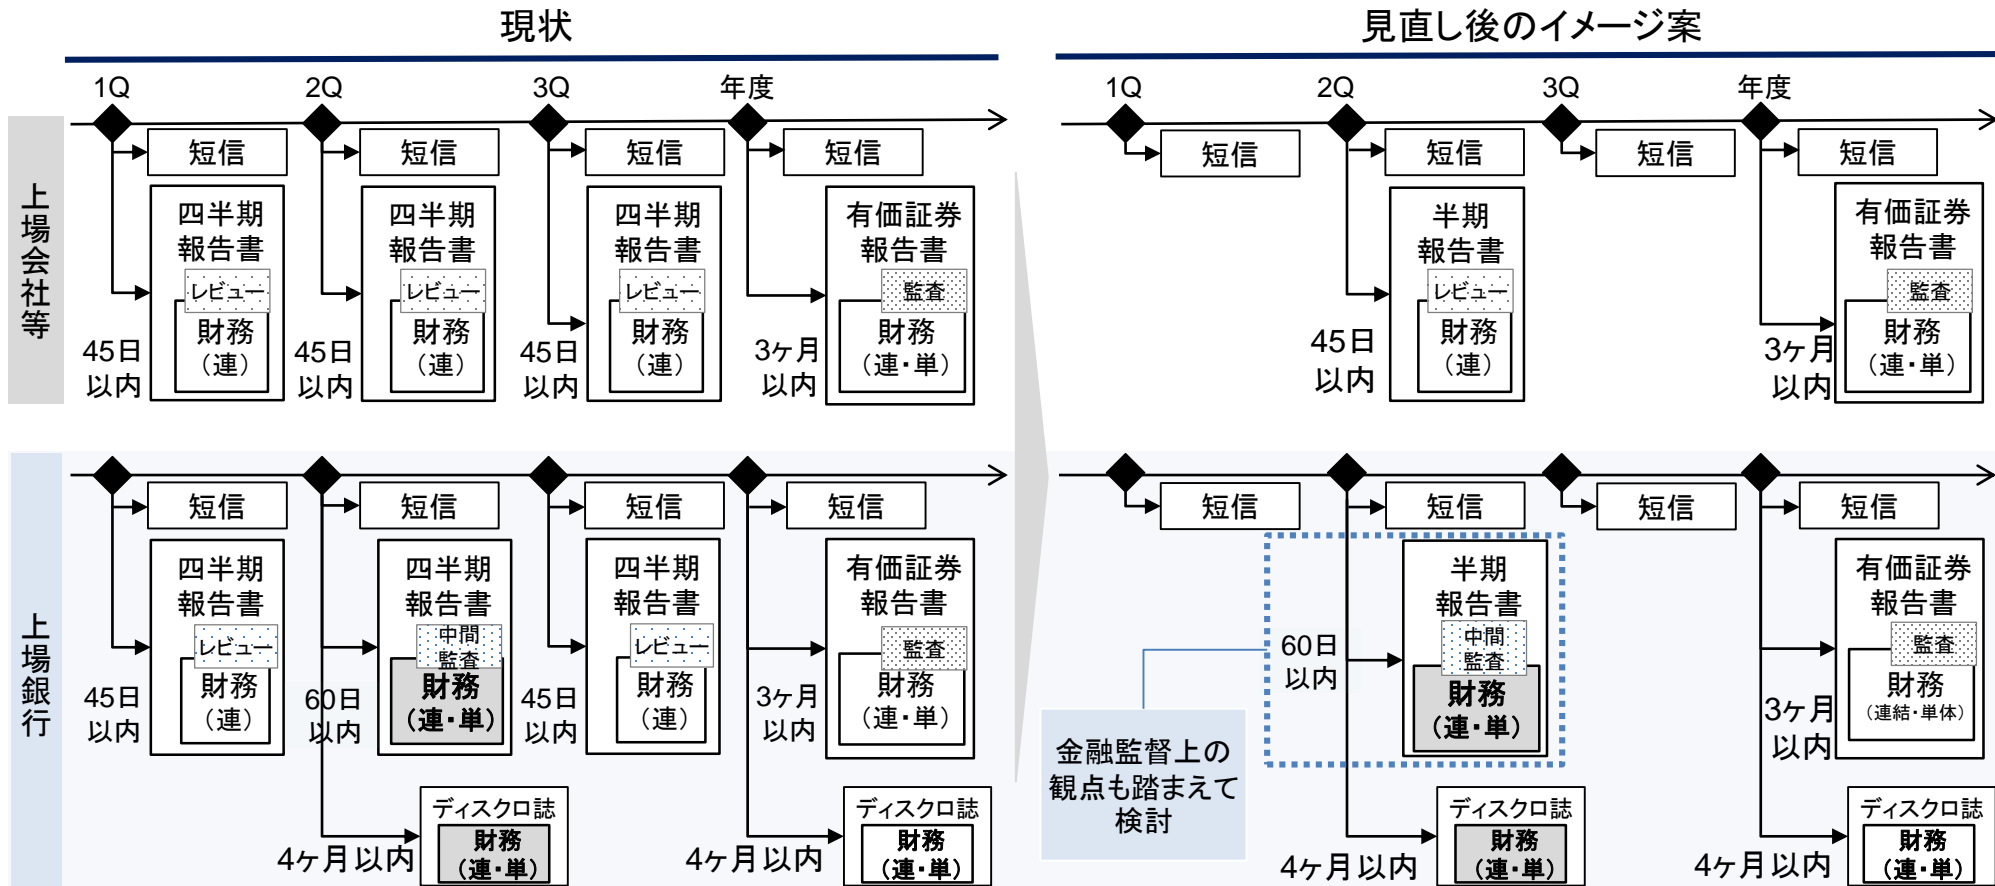 現状
見直し後のイメージ案
1Q
2Q
3Q
年度
1Q
2Q
3Q
年度
上場会社等
短信
短信
短信
短信
四半期
報告書
レビュー
財務
（連）
45日
以内
四半期
報告書
レビュー
財務
（連）
45日
以内
四半期
報告書
レビュー
財務
（連）
45日
以内
有価証券
報告書
監査
財務
（連・単）
3ヶ月
以内
短信
短信
短信
短信
半期
報告書
レビュー
財務
（連）
45日
以内
有価証券
報告書
監査
財務
（連・単）
3ヶ月
以内
上場銀行
短信
短信
短信
短信
四半期
報告書
レビュー
財務
（連）
45日
以内
四半期
報告書
中間
監査
財務
（連・単）
60日
以内
四半期
報告書
レビュー
財務
（連）
45日
以内
有価証券
報告書
監査
財務
（連・単）
3ヶ月
以内
ディスクロ誌
財務
（連・単）
4ヶ月以内
ディスクロ誌
財務
（連・単）
4ヶ月以内
短信
短信
短信
短信
半期
報告書
中間
監査
財務
（連・単）
60日
以内
金融監督上の
観点も踏まえて
検討
有価証券
報告書
監査
財務
（連結・単体）
3ヶ月
以内
ディスクロ誌
財務
（連・単）
4ヶ月以内
ディスクロ誌
財務
（連・単）
4ヶ月以内